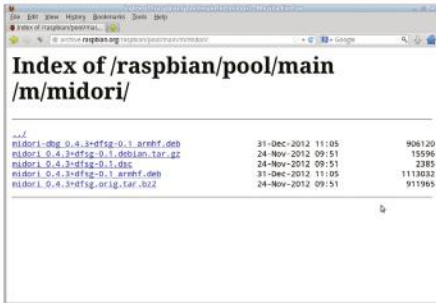 File Edit View History Bookmarks Tools Help
Index of /raspbian/pool/mai...
archive.raspbian.org/raspbian/pool/main/m/midori/
Google
Index of /raspbian/pool/main
/m/midori/
../
midori-dbg_0.4.3+dfsg-0.1_armhf.deb 31-Dec-2012 11:05 906120
midori_0.4.3+dfsg-0.1.debian.tar.gz 24-Nov-2012 09:51 15596
midori_0.4.3+dfsg-0.1.dsc 24-Nov-2012 09:51 2385
midori_0.4.3+dfsg-0.1_armhf.deb 31-Dec-2012 11:05 1113032
midori_0.4.3+dfsg.orig.tar.bz2 24-Nov-2012 09:51 911965